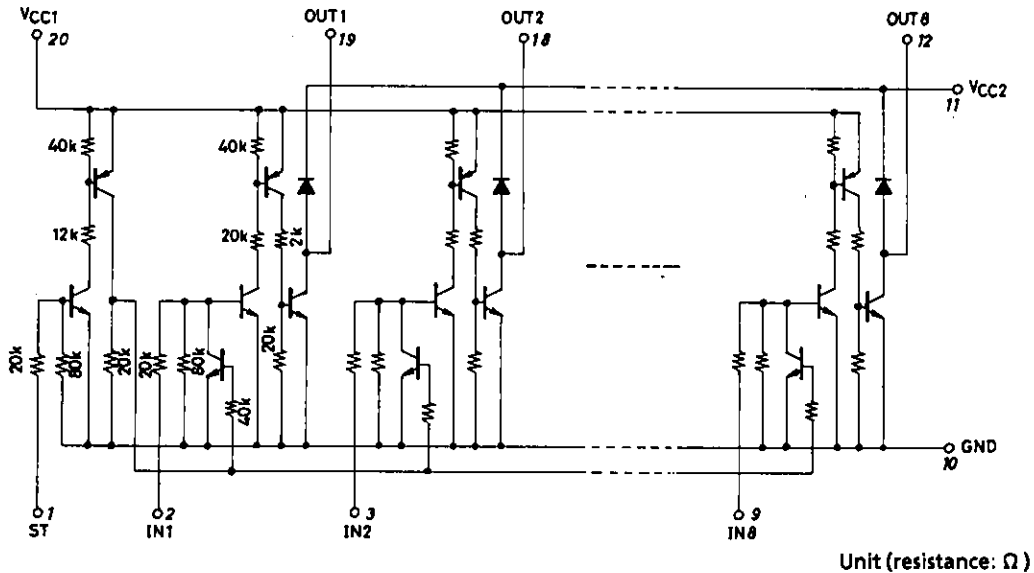 VCC1 OUT1 OUT2 OUT8
20 19 18 12
VCC2
11
40k 40k
12k 20k 2k
20k 80k 20k 20k 80k 20k
40k
GND
10
1 2 3 9
ST IN1 IN2 IN8
Unit (resistance: Ω)